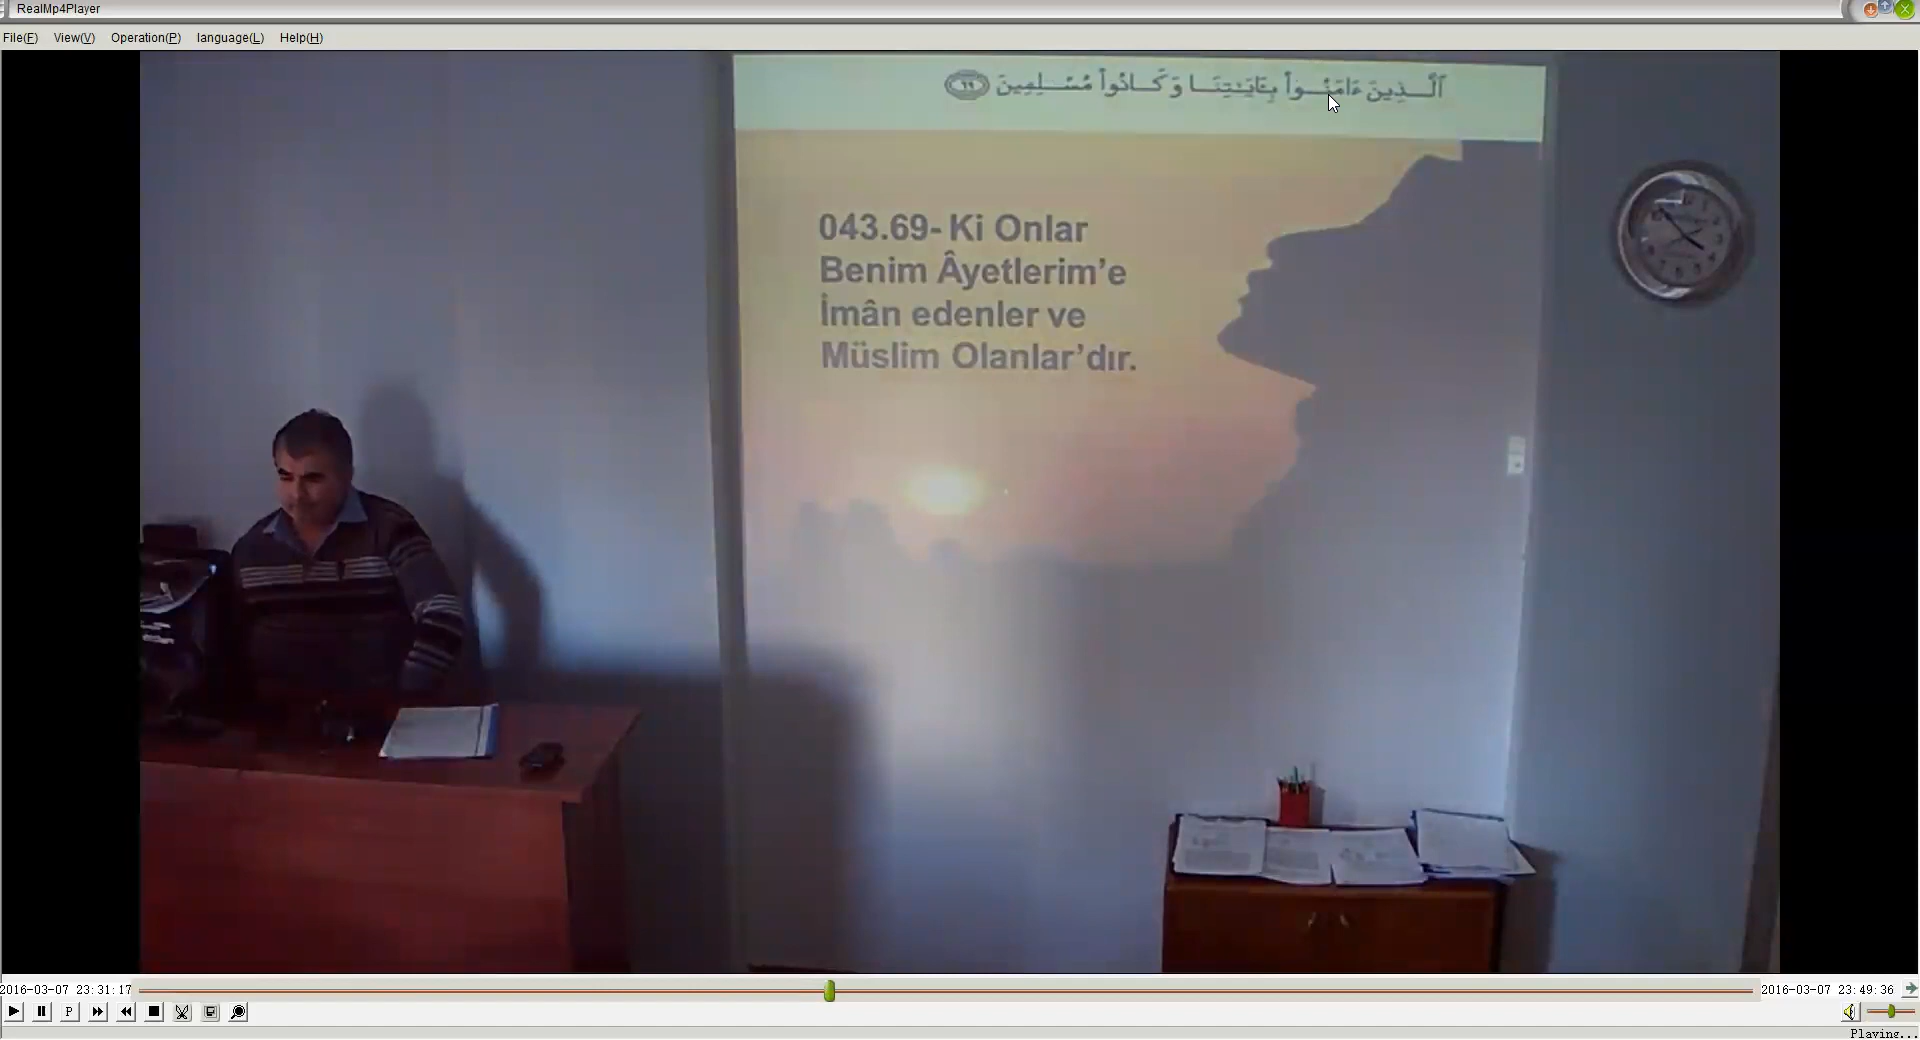 RealMp4Player
File(F) View(V) Operation(P) language(L) Help(H)
ٱلَّذِينَ ءَامَنُوا۟ بِـَٔايَـٰتِنَا وَكَانُوا۟ مُسْلِمِينَ ٦٩
043.69- Ki Onlar
Benim Âyetlerim’e
Îmân edenler ve
Müslim Olanlar’dır.
2016-03-07 23:31:17
2016-03-07 23:49:36
P
Playing...